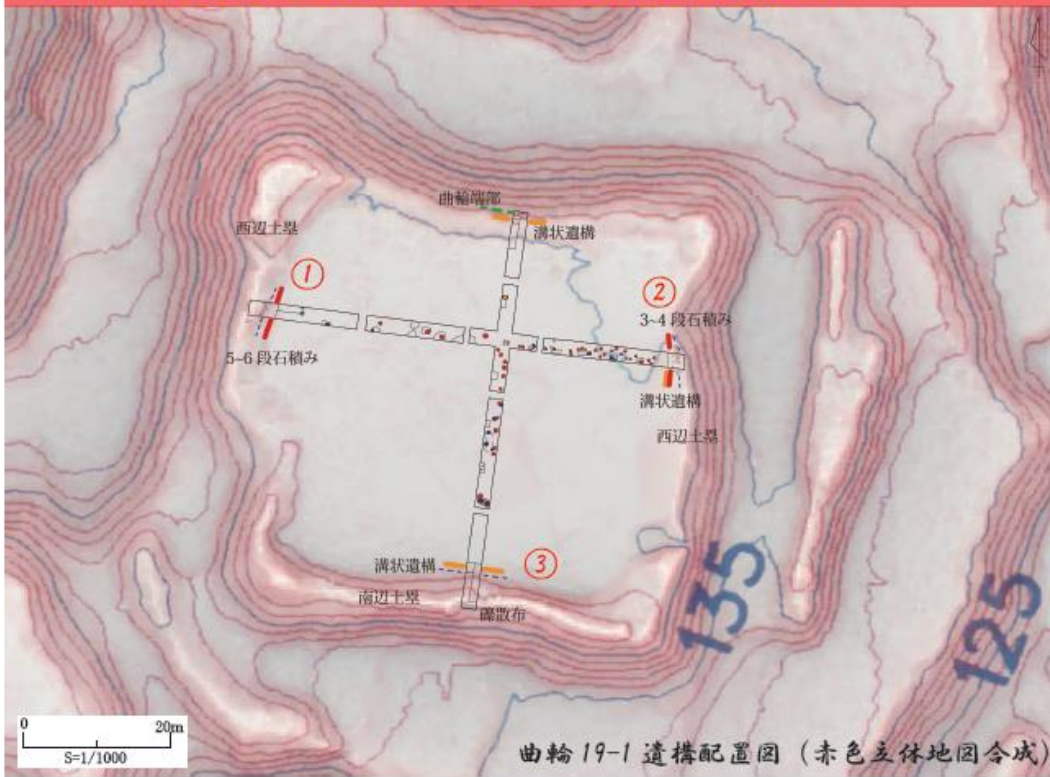 曲輪端部
溝状遺構
西辺土塁
①
②
3~4 段石積み
5~6 段石積み
溝状遺構
西辺土塁
溝状遺構
③
南辺土塁
礫散布
135
125
0 20m
S=1/1000
曲輪 19-1 遺構配置図（赤色立体地図合成）